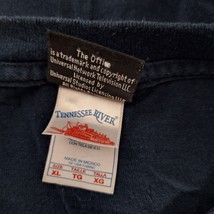 The Office
is a trademark and copyright of
Universal Network Television LLC.
Licensed by
Universal Studios Licensing LLC
All
TENNESSEE RIVER
MADE IN MEXICO
SIZE TAILLE TALLA
XL TG XG